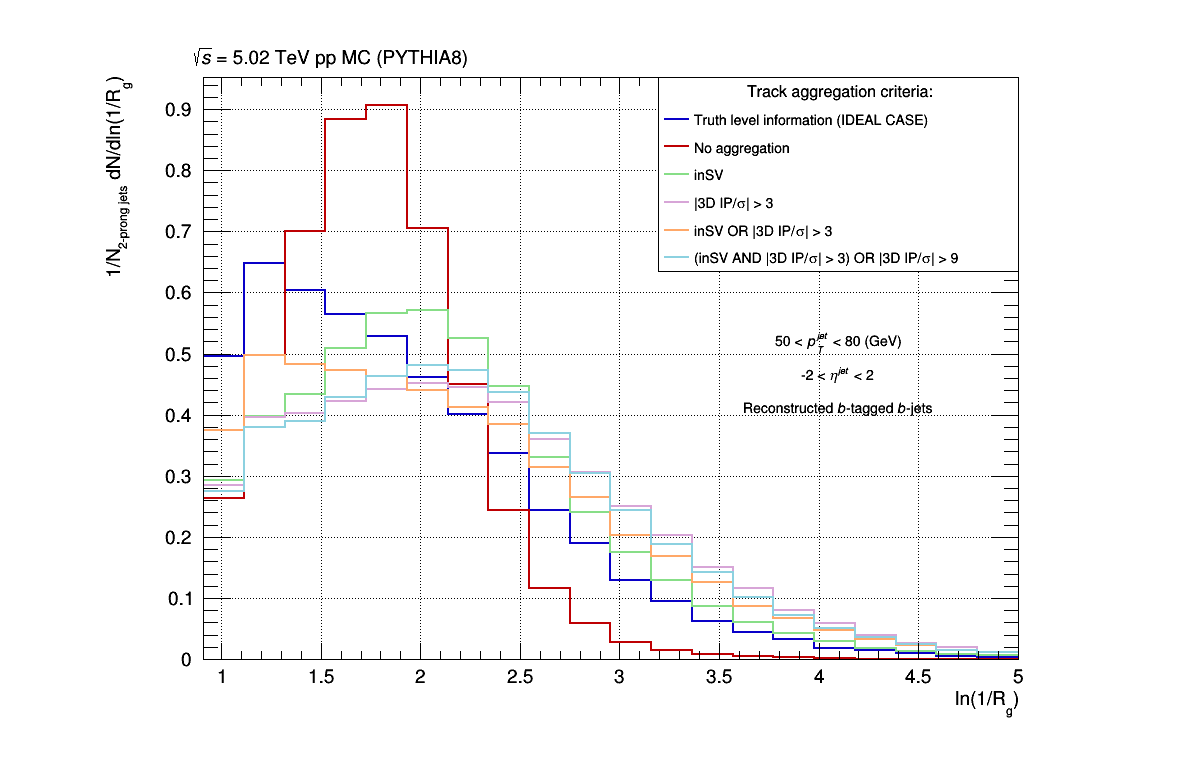 √s = 5.02 TeV pp MC (PYTHIA8)
1/N2-prong jets dN/dln(1/Rg)
0.9
0.8
0.7
0.6
0.5
0.4
0.3
0.2
0.1
0
Track aggregation criteria:
Truth level information (IDEAL CASE)
No aggregation
inSV
|3D IP/σ| > 3
inSV OR |3D IP/σ| > 3
(inSV AND |3D IP/σ| > 3) OR |3D IP/σ| > 9
50 < pTjet < 80 (GeV)
-2 < ηjet < 2
Reconstructed b-tagged b-jets
1 1.5 2 2.5 3 3.5 4 4.5 5
ln(1/Rg)